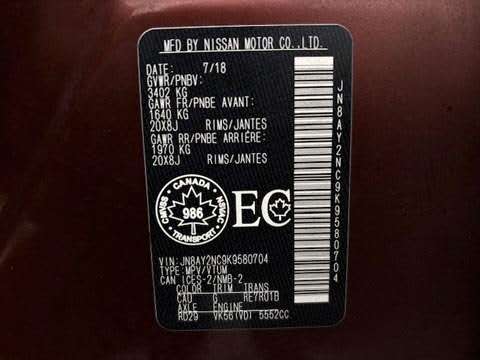 MFD BY NISSAN MOTOR CO.,LTD.
DATE: 7/18
GVWR/PNBV:
3402 KG
GAWR FR/PNBE AVANT:
1640 KG
20X8J RIMS/JANTES
GAWR RR/PNBE ARRIÈRE:
1970 KG
20X8J RIMS/JANTES
CANADA
SRMRS NSVAC
986
TRANSPORT
EC
VIN: JN8AY2NC9K9580704
TYPE: MPV/VTUM
CAN ICES-2/NMB-2
COLOR TRIM TRANS
CAU G RE7R01B
AXLE ENGINE
RD29 VK56(VD) 5552CC
JN8AY2NC9K9580704